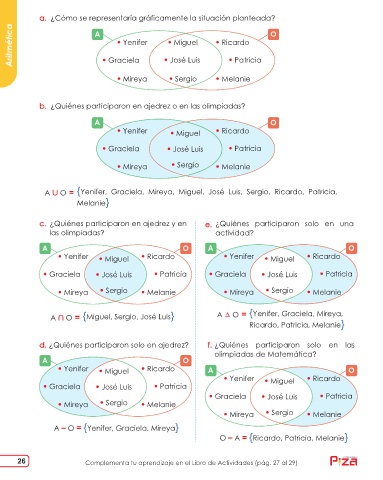 Aritmética
a. ¿Cómo se representaría gráficamente la situación planteada?
A O
• Yenifer • Miguel • Ricardo
• Graciela • José Luis • Patricia
• Mireya • Sergio • Melanie
b. ¿Quiénes participaron en ajedrez o en las olimpiadas?
A O
• Yenifer • Miguel • Ricardo
• Graciela • José Luis • Patricia
• Mireya • Sergio • Melanie
A U O = {Yenifer, Graciela, Mireya, Miguel, José Luis, Sergio, Ricardo, Patricia,
Melanie}
c. ¿Quiénes participaron en ajedrez y en
las olimpiadas?
A O
• Yenifer • Miguel • Ricardo
• Graciela • José Luis • Patricia
• Mireya • Sergio • Melanie
A ∩ O = {Miguel, Sergio, José Luis}
d. ¿Quiénes participaron solo en ajedrez?
A O
• Yenifer • Miguel • Ricardo
• Graciela • José Luis • Patricia
• Mireya • Sergio • Melanie
A – O = {Yenifer, Graciela, Mireya}
e. ¿Quiénes participaron solo en una
actividad?
A O
• Yenifer • Miguel • Ricardo
• Graciela • José Luis • Patricia
• Mireya • Sergio • Melanie
A △ O = {Yenifer, Graciela, Mireya,
Ricardo, Patricia, Melanie}
f. ¿Quiénes participaron solo en las
olimpiadas de Matemática?
A O
• Yenifer • Miguel • Ricardo
• Graciela • José Luis • Patricia
• Mireya • Sergio • Melanie
O – A = {Ricardo, Patricia, Melanie}
26
Complementa tu aprendizaje en el Libro de Actividades (pág. 27 al 29)